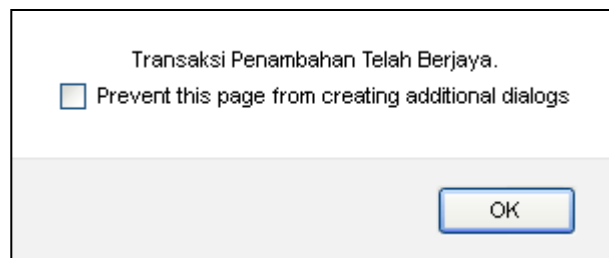 Transaksi Penambahan Telah Berjaya.
Prevent this page from creating additional dialogs
OK